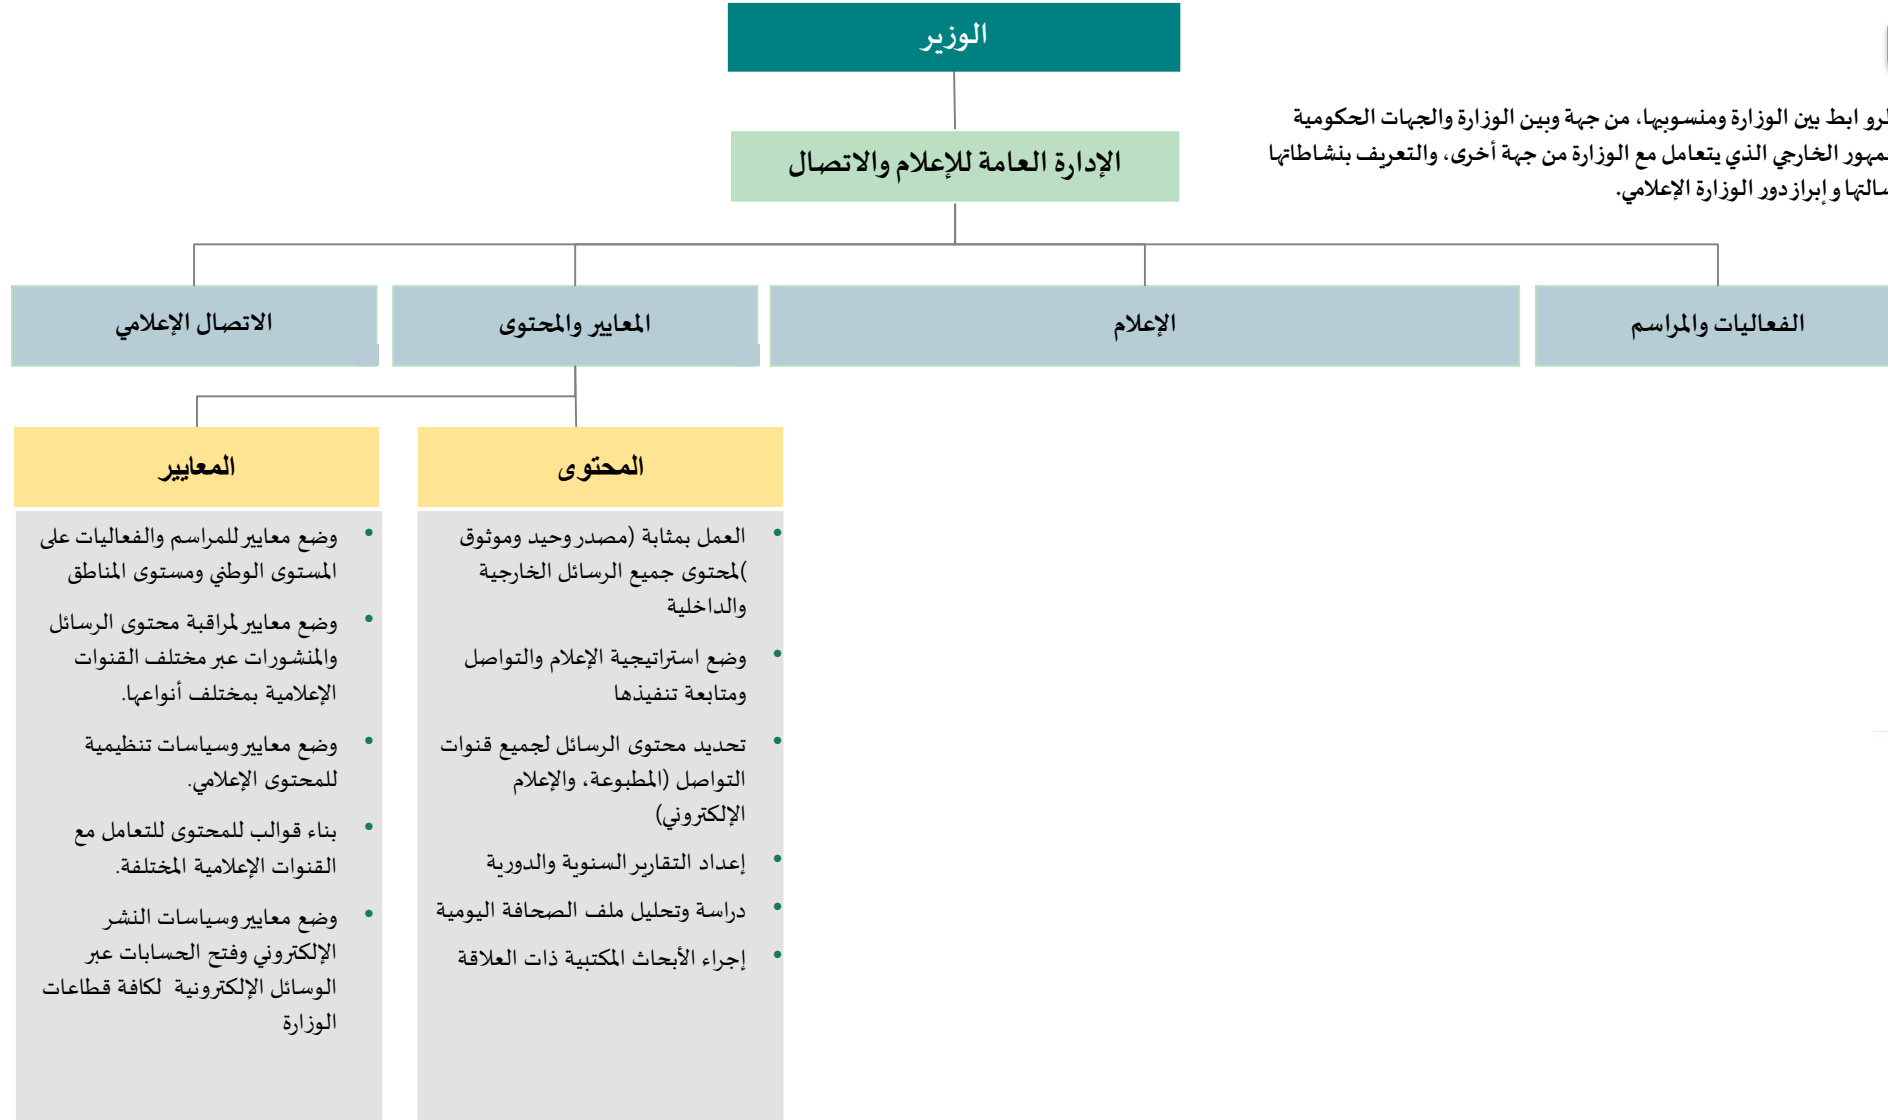 الوزير
الإدارة العامة للإعلام والاتصال
بين الوزارة ومنسوبيها، من جهة وبين الوزارة والجهات الحكومية
الخارجي الذي يتعامل مع الوزارة من جهة أخرى، والتعريف بنشاطاتها
وإبراز دور الوزارة الإعلامي.
الفعاليات والمراسم
الإعلام
المعايير والمحتوى
الاتصال الإعلامي
المحتوى
• العمل بمثابة (مصدر وحيد وموثوق
)لمحتوى جميع الرسائل الخارجية
والداخلية
• وضع استراتيجية الإعلام والتواصل
ومتابعة تنفيذها
• تحديد محتوى الرسائل لجميع قنوات
التواصل (المطبوعة، والإعلام
الإلكتروني)
• إعداد التقارير السنوية والدورية
• دراسة وتحليل ملف الصحافة اليومية
• إجراء الأبحاث المكتبية ذات العلاقة
المعايير
• وضع معايير للمراسم والفعاليات على
المستوى الوطني ومستوى المناطق
• وضع معايير لمراقبة محتوى الرسائل
والمنشورات عبر مختلف القنوات
الإعلامية بمختلف أنواعها.
• وضع معايير وسياسات تنظيمية
للمحتوى الإعلامي.
• بناء قوالب للمحتوى للتعامل مع
القنوات الإعلامية المختلفة.
• وضع معايير وسياسات النشر
الإلكتروني وفتح الحسابات عبر
الوسائل الإلكترونية لكافة قطاعات
الوزارة